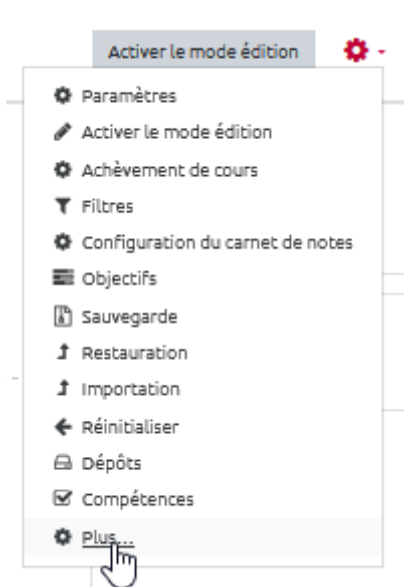 Activer le mode édition
Paramètres
Activer le mode édition
Achèvement de cours
Filtres
Configuration du carnet de notes
Objectifs
Sauvegarde
Restauration
Importation
Réinitialiser
Dépôts
Compétences
Plus...